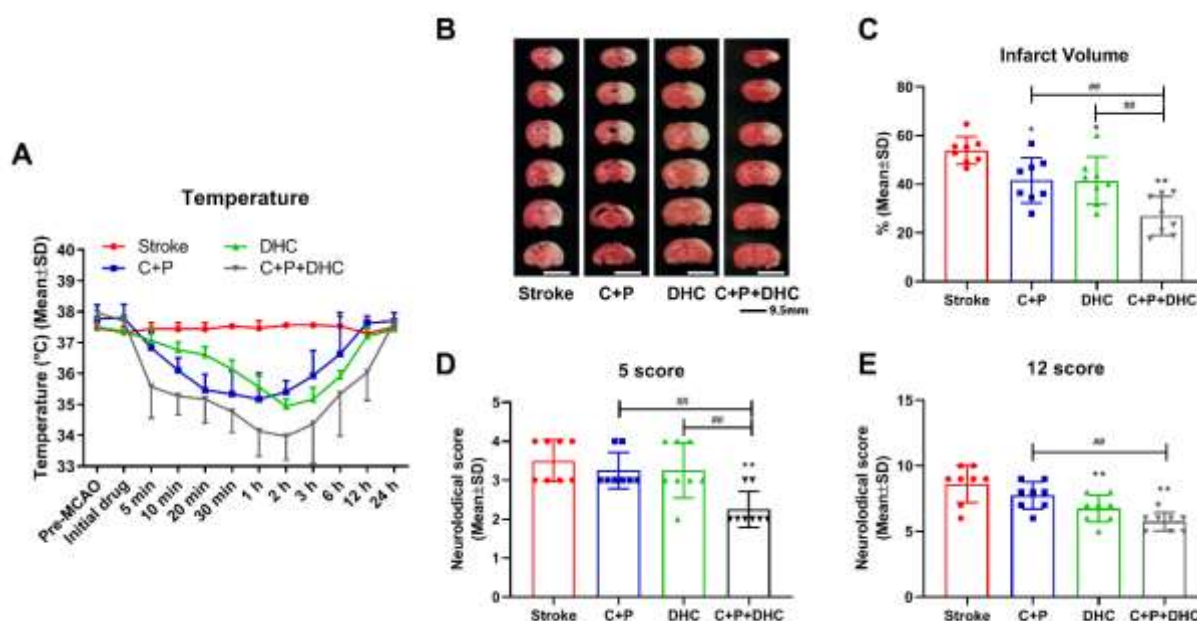 A
Temperature
Stroke
DHC
C+P
C+P+DHC
Temperature (°C) (Mean±SD)
40
39
38
37
36
35
34
33
Pre-MCAO
Initial drug
5 min
10 min
20 min
30 min
1 h
2 h
3 h
6 h
12 h
24 h
B
Stroke C+P DHC C+P+DHC
9.5mm
C
Infarct Volume
% (Mean±SD)
80
60
40
20
0
##
##
*
*
**
Stroke C+P DHC C+P+DHC
D
5 score
Neurolodical score
(Mean±SD)
5
4
3
2
1
0
##
##
**
Stroke C+P DHC C+P+DHC
E
12 score
Neurolodical score
(Mean±SD)
15
10
5
0
##
**
**
Stroke C+P DHC C+P+DHC